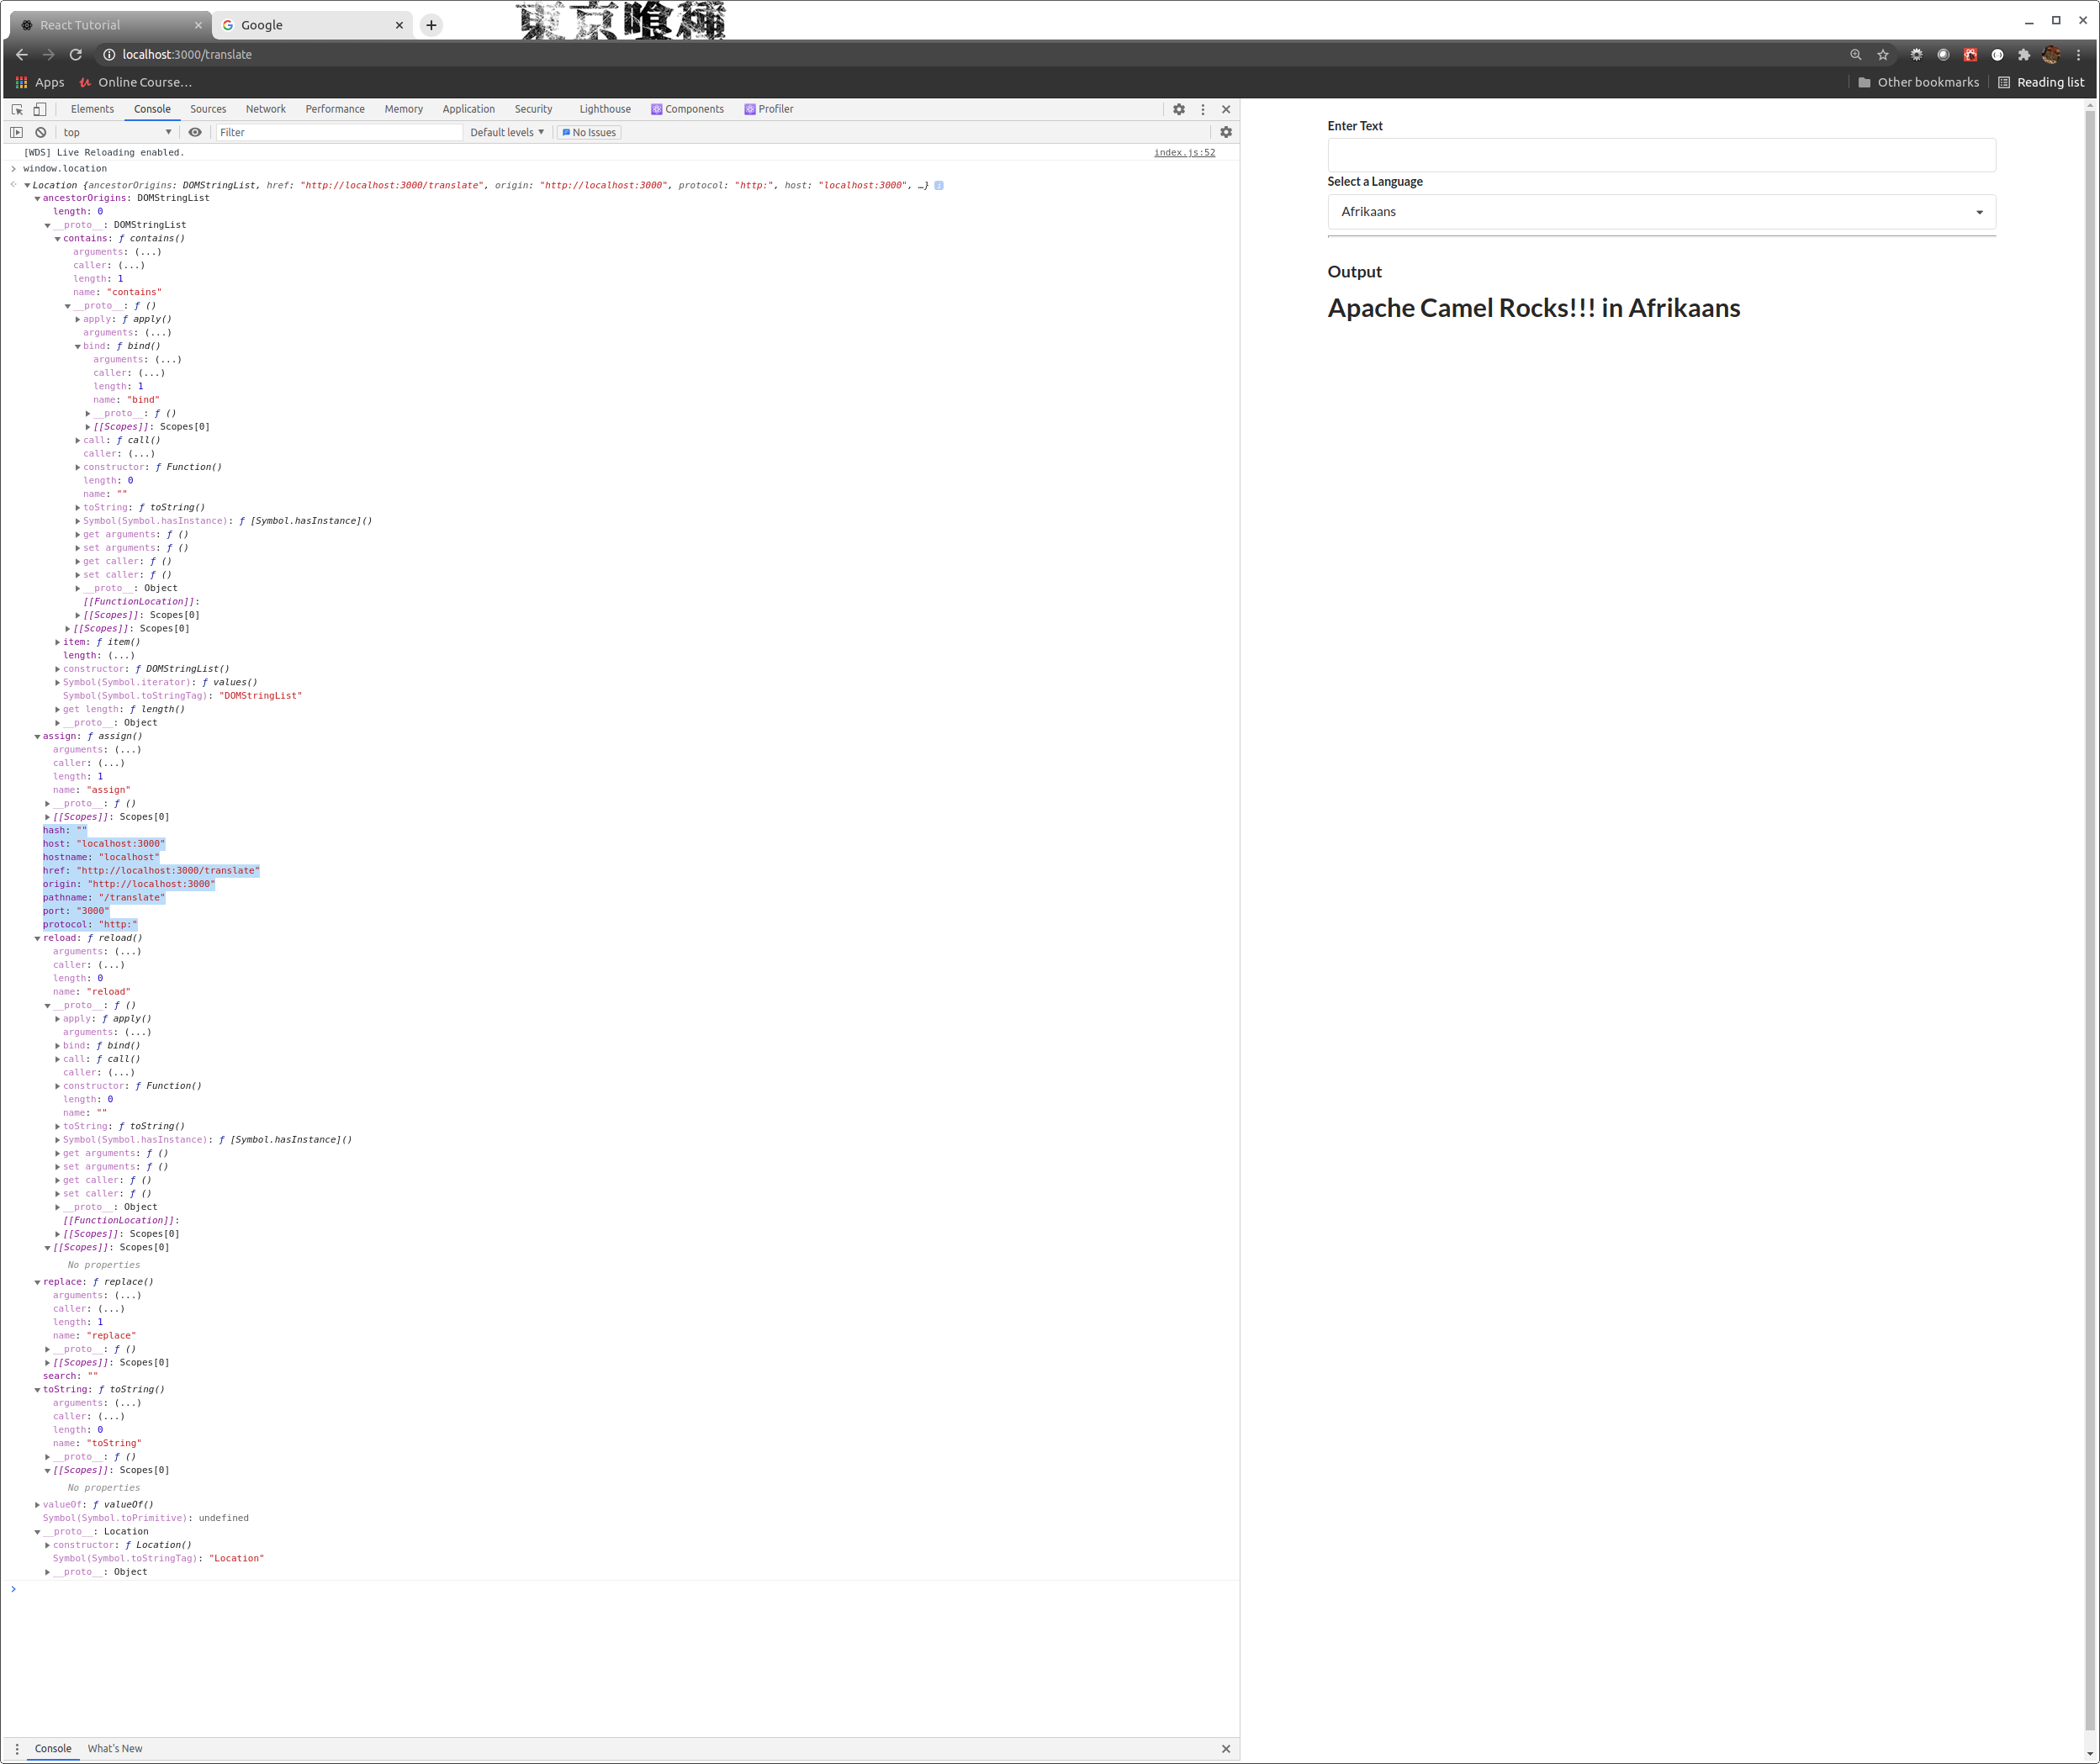 React Tutorial
Google
東京喰種
localhost:3000/translate
Apps
Online Course…
Other bookmarks
Reading list
Elements Console Sources Network Performance Memory Application Security Lighthouse Components Profiler
top Filter Default levels No Issues
[WDS] Live Reloading enabled. index.js:52
window.location
Location {ancestorOrigins: DOMStringList, href: "http://localhost:3000/translate", origin: "http://localhost:3000", protocol: "http:", host: "localhost:3000", …}
ancestorOrigins: DOMStringList
length: 0
__proto__: DOMStringList
contains: ƒ contains()
arguments: (...)
caller: (...)
length: 1
name: "contains"
__proto__: ƒ ()
apply: ƒ apply()
arguments: (...)
bind: ƒ bind()
arguments: (...)
caller: (...)
length: 1
name: "bind"
__proto__: ƒ ()
[[Scopes]]: Scopes[0]
call: ƒ call()
caller: (...)
constructor: ƒ Function()
length: 0
name: ""
toString: ƒ toString()
Symbol(Symbol.hasInstance): ƒ [Symbol.hasInstance]()
get arguments: ƒ ()
set arguments: ƒ ()
get caller: ƒ ()
set caller: ƒ ()
__proto__: Object
[[FunctionLocation]]:
[[Scopes]]: Scopes[0]
[[Scopes]]: Scopes[0]
item: ƒ item()
length: (...)
constructor: ƒ DOMStringList()
Symbol(Symbol.iterator): ƒ values()
Symbol(Symbol.toStringTag): "DOMStringList"
get length: ƒ length()
__proto__: Object
assign: ƒ assign()
arguments: (...)
caller: (...)
length: 1
name: "assign"
__proto__: ƒ ()
[[Scopes]]: Scopes[0]
hash: ""
host: "localhost:3000"
hostname: "localhost"
href: "http://localhost:3000/translate"
origin: "http://localhost:3000"
pathname: "/translate"
port: "3000"
protocol: "http:"
reload: ƒ reload()
arguments: (...)
caller: (...)
length: 0
name: "reload"
__proto__: ƒ ()
apply: ƒ apply()
arguments: (...)
bind: ƒ bind()
call: ƒ call()
caller: (...)
constructor: ƒ Function()
length: 0
name: ""
toString: ƒ toString()
Symbol(Symbol.hasInstance): ƒ [Symbol.hasInstance]()
get arguments: ƒ ()
set arguments: ƒ ()
get caller: ƒ ()
set caller: ƒ ()
__proto__: Object
[[FunctionLocation]]:
[[Scopes]]: Scopes[0]
[[Scopes]]: Scopes[0]
No properties
replace: ƒ replace()
arguments: (...)
caller: (...)
length: 1
name: "replace"
__proto__: ƒ ()
[[Scopes]]: Scopes[0]
search: ""
toString: ƒ toString()
arguments: (...)
caller: (...)
length: 0
name: "toString"
__proto__: ƒ ()
[[Scopes]]: Scopes[0]
No properties
valueOf: ƒ valueOf()
Symbol(Symbol.toPrimitive): undefined
__proto__: Location
constructor: ƒ Location()
Symbol(Symbol.toStringTag): "Location"
__proto__: Object
Console What's New
Enter Text
Select a Language
Afrikaans
Output
Apache Camel Rocks!!! in Afrikaans